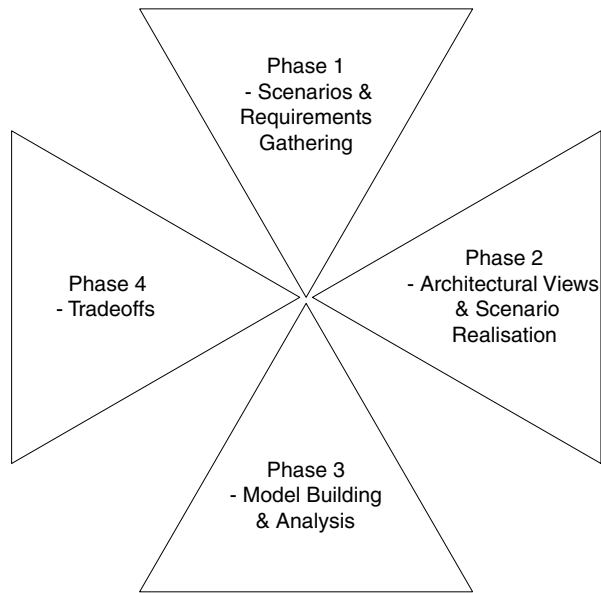 Phase 1
- Scenarios &
Requirements
Gathering
Phase 2
- Architectural Views
& Scenario
Realisation
Phase 3
- Model Building
& Analysis
Phase 4
- Tradeoffs